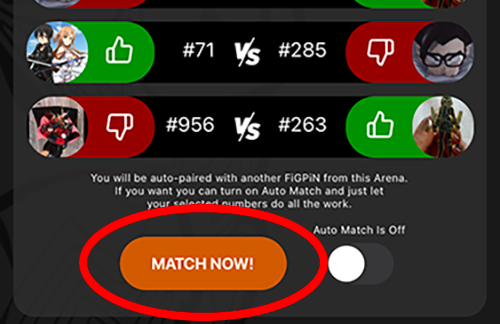 #71 VS #285
#956 VS #263
You will be auto-paired with another FiGPiN from this Arena.
If you want you can turn on Auto Match and just let
your selected numbers do all the work.
Auto Match Is Off
MATCH NOW!